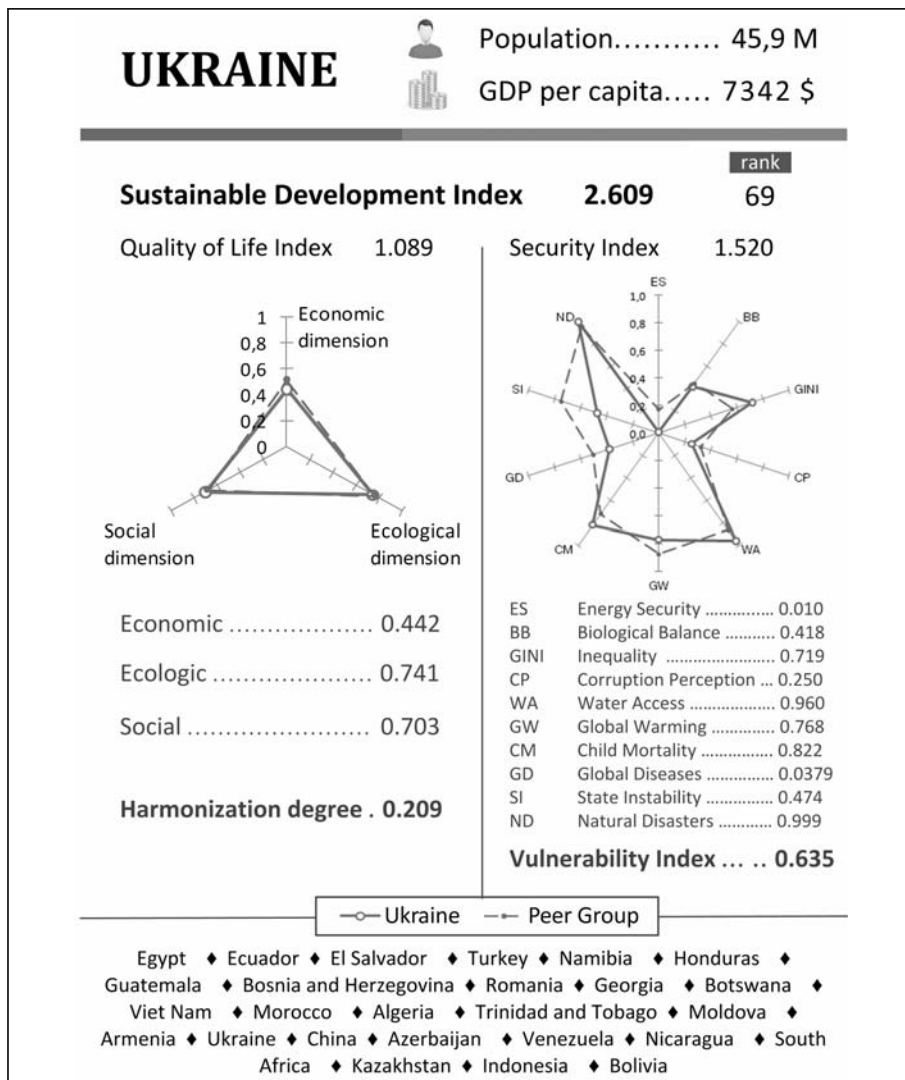 UKRAINE
Population........... 45,9 M
GDP per capita..... 7342 $
rank
Sustainable Development Index 2.609 69
Quality of Life Index 1.089
Economic dimension
1
0,8
0,6
0,4
0,2
0
Social dimension
Ecological dimension
Economic .................... 0.442
Ecologic ...................... 0.741
Social ......................... 0.703
Harmonization degree . 0.209
Security Index 1.520
ES
1,0
0,8
0,6
0,4
0,2
0,0
BB
GINI
CP
WA
GW
CM
GD
SI
ND
ES Energy Security ............... 0.010
BB Biological Balance ........... 0.418
GINI Inequality ........................ 0.719
CP Corruption Perception ... 0.250
WA Water Access ................... 0.960
GW Global Warming .............. 0.768
CM Child Mortality ................ 0.822
GD Global Diseases ............... 0.0379
SI State Instability ............... 0.474
ND Natural Disasters ............ 0.999
Vulnerability Index ... .. 0.635
Ukraine Peer Group
Egypt ♦ Ecuador ♦ El Salvador ♦ Turkey ♦ Namibia ♦ Honduras ♦
Guatemala ♦ Bosnia and Herzegovina ♦ Romania ♦ Georgia ♦ Botswana ♦
Viet Nam ♦ Morocco ♦ Algeria ♦ Trinidad and Tobago ♦ Moldova ♦
Armenia ♦ Ukraine ♦ China ♦ Azerbaijan ♦ Venezuela ♦ Nicaragua ♦ South
Africa ♦ Kazakhstan ♦ Indonesia ♦ Bolivia